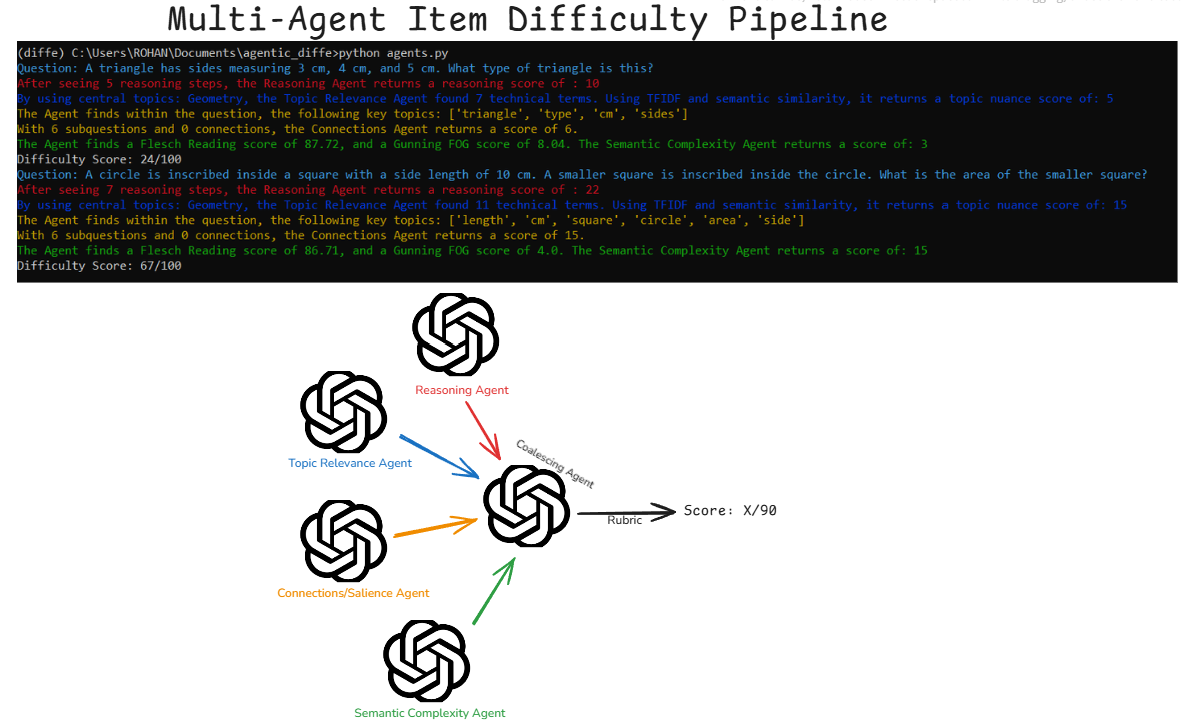 Multi-Agent Item Difficulty Pipeline
(diffe) C:\Users\ROHAN\Documents\agentic_diffe>python agents.py
Question: A triangle has sides measuring 3 cm, 4 cm, and 5 cm. What type of triangle is this?
After seeing 5 reasoning steps, the Reasoning Agent returns a reasoning score of : 10
By using central topics: Geometry, the Topic Relevance Agent found 7 technical terms. Using TFIDF and semantic similarity, it returns a topic nuance score of: 5
The Agent finds within the question, the following key topics: ['triangle', 'type', 'cm', 'sides']
With 6 subquestions and 0 connections, the Connections Agent returns a score of 6.
The Agent finds a Flesch Reading score of 87.72, and a Gunning FOG score of 8.04. The Semantic Complexity Agent returns a score of: 3
Difficulty Score: 24/100
Question: A circle is inscribed inside a square with a side length of 10 cm. A smaller square is inscribed inside the circle. What is the area of the smaller square?
After seeing 7 reasoning steps, the Reasoning Agent returns a reasoning score of : 22
By using central topics: Geometry, the Topic Relevance Agent found 11 technical terms. Using TFIDF and semantic similarity, it returns a topic nuance score of: 15
The Agent finds within the question, the following key topics: ['length', 'cm', 'square', 'circle', 'area', 'side']
With 6 subquestions and 0 connections, the Connections Agent returns a score of 15.
The Agent finds a Flesch Reading score of 86.71, and a Gunning FOG score of 4.0. The Semantic Complexity Agent returns a score of: 15
Difficulty Score: 67/100
Reasoning Agent
Topic Relevance Agent
Coalescing Agent
Rubric
Score: X/90
Connections/Salience Agent
Semantic Complexity Agent